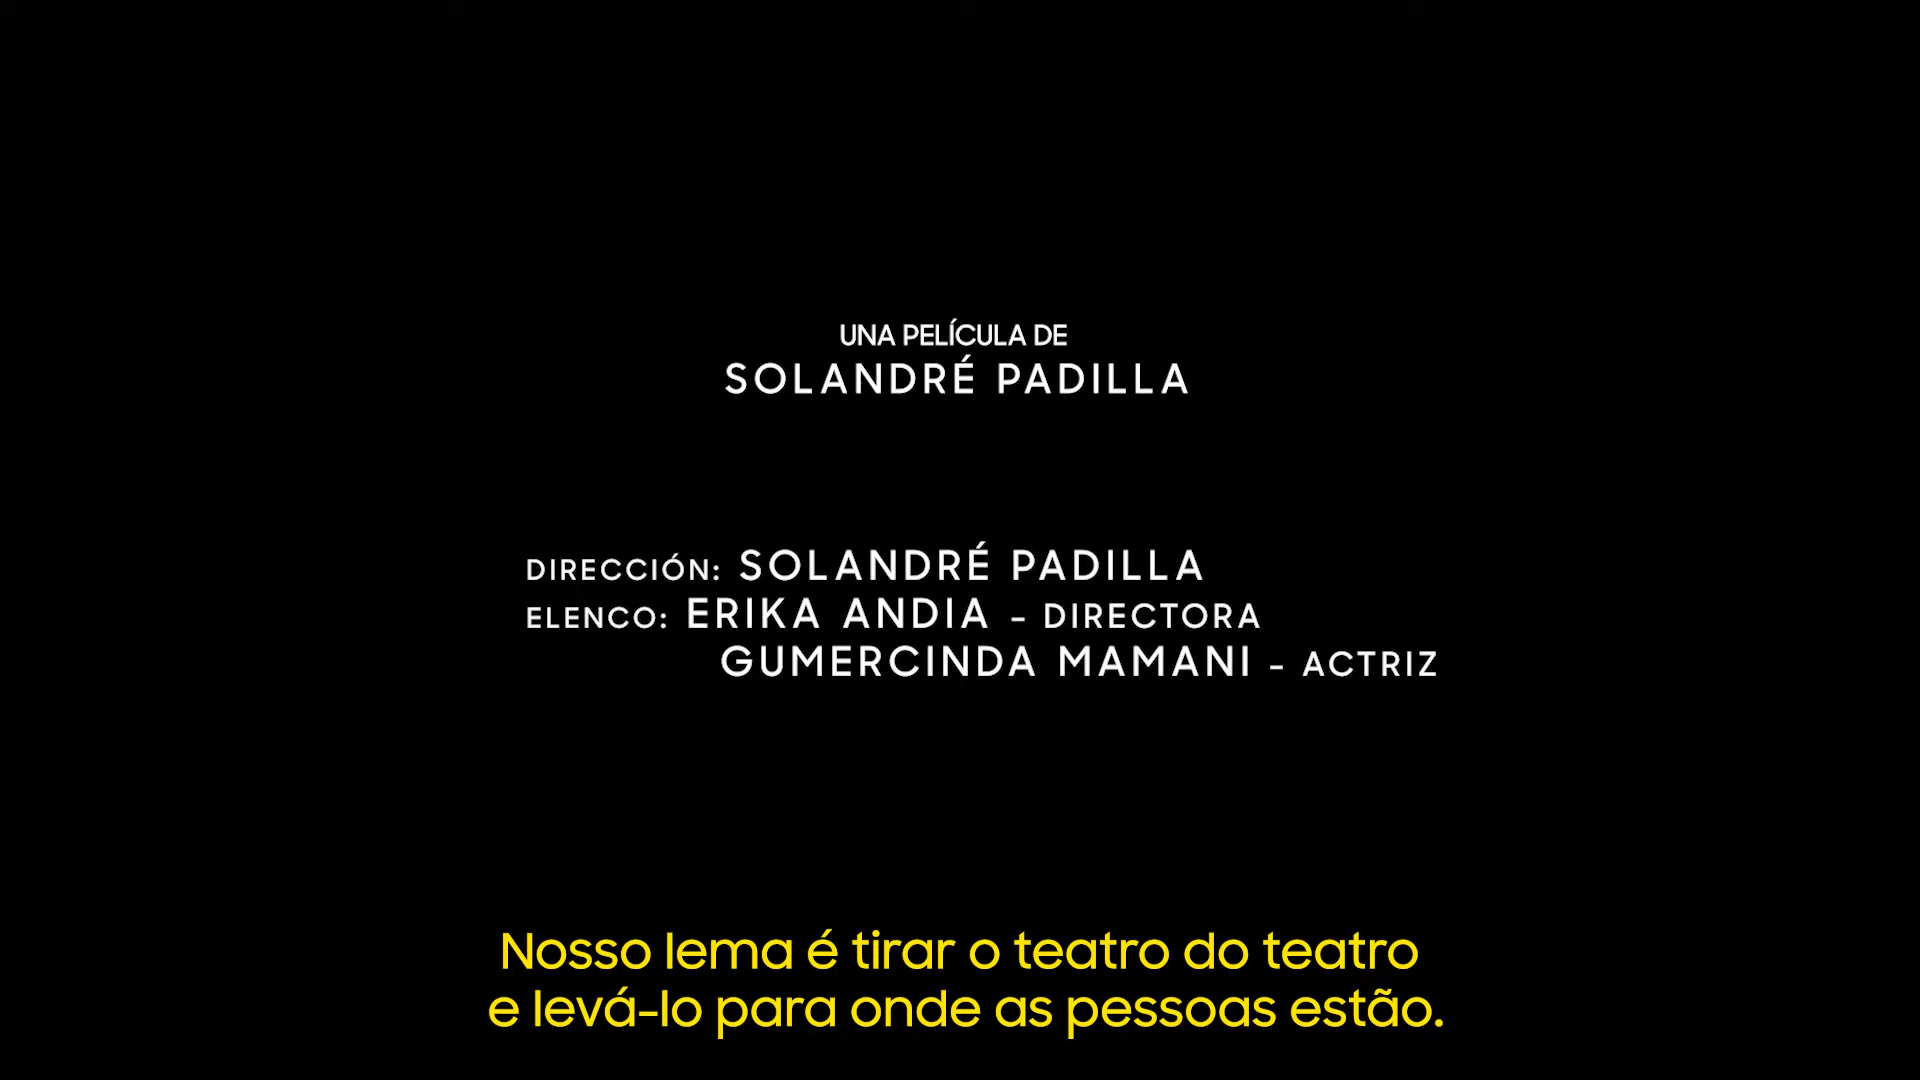 UNA PELÍCULA DE
SOLANDRÉ PADILLA
DIRECCIÓN: SOLANDRÉ PADILLA
ELENCO: ERIKA ANDIA - DIRECTORA
GUMERCINDA MAMANI - ACTRIZ
Nosso lema é tirar o teatro do teatro
e levá-lo para onde as pessoas estão.